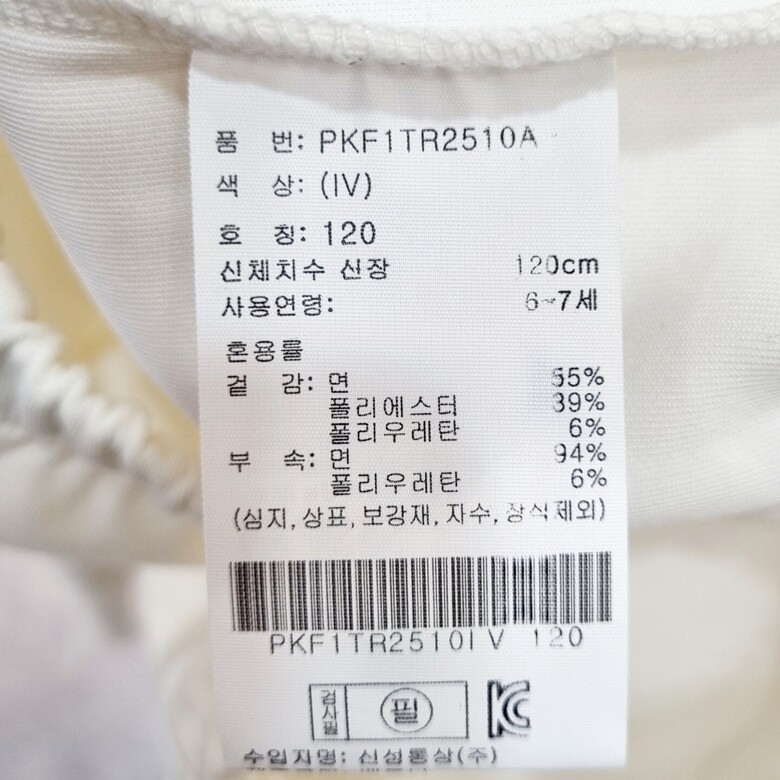 품 번: PKF1TR2510A
색 상: (IV)
호 칭: 120
신체치수 신장 120cm
사용연령: 6~7세
혼용률
겉 감: 면 55%
폴리에스터 39%
폴리우레탄 6%
부 속: 면 94%
폴리우레탄 6%
(심지, 상표, 보강재, 자수, 장식제외)
PKF1TR2510IV 120
검사필 필 KC
수입자명: 신성통상(주)